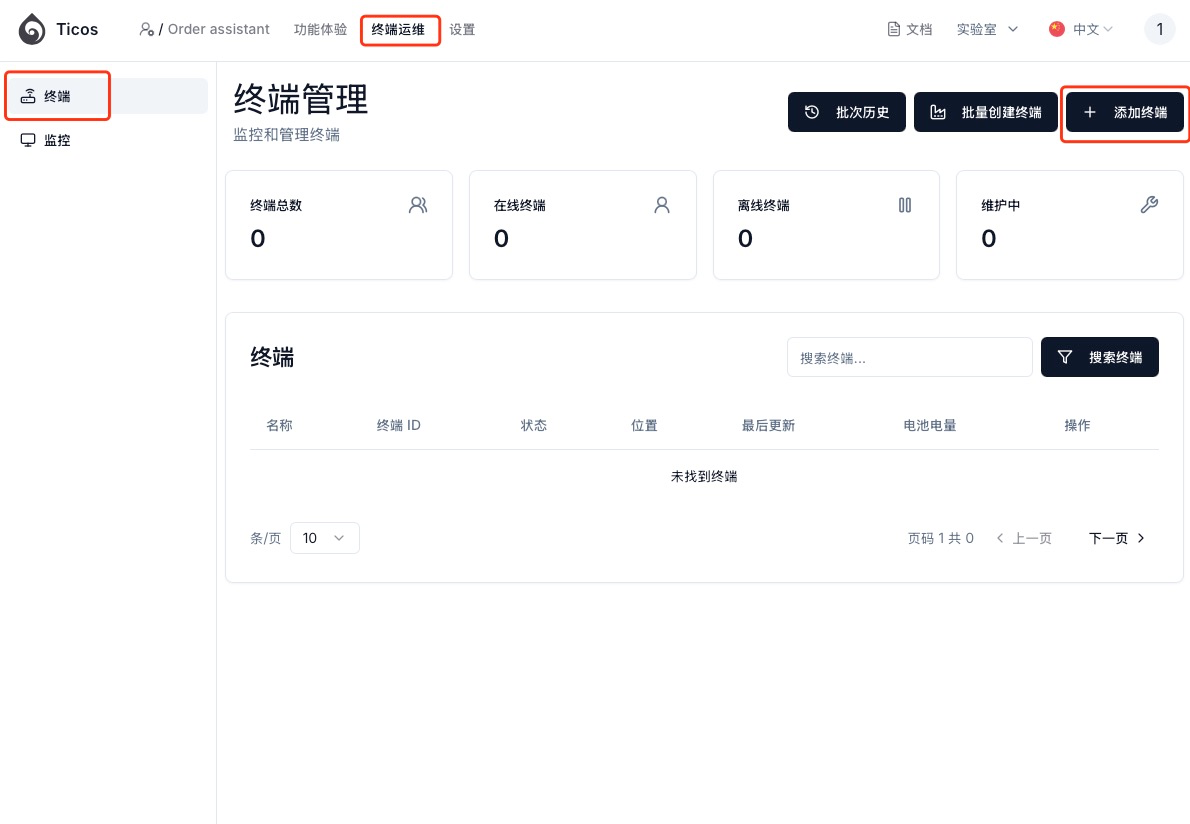 Ticos
/ Order assistant
功能体验
终端运维
设置
文档
实验室
中文
1
终端
监控
终端管理
监控和管理终端
批次历史
批量创建终端
添加终端
终端总数
0
在线终端
0
离线终端
0
维护中
0
终端
搜索终端...
搜索终端
名称 终端 ID 状态 位置 最后更新 电池电量 操作
未找到终端
条/页 10
页码 1 共 0 上一页 下一页